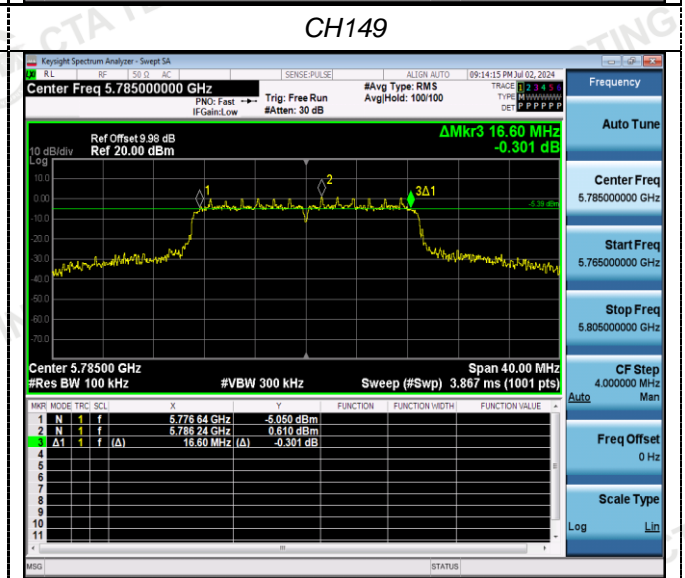 CTA TESTING
CH149
Keysight Spectrum Analyzer - Swept SA
RL RF 50 Ω AC SENSE:PULSE ALIGN AUTO 09:14:15 PM Jul 02, 2024
Center Freq 5.785000000 GHz
PNO: Fast
IFGain:Low
Trig: Free Run
#Atten: 30 dB
#Avg Type: RMS
Avg|Hold: 100/100
TRACE 1 2 3 4 5 6
TYPE M WWWWW
DET P P P P P P
Ref Offset 9.98 dB
Ref 20.00 dBm
10 dB/div
Log
ΔMkr3 16.60 MHz
-0.301 dB
10.0
0.00
-10.0
-20.0
-30.0
-40.0
-50.0
-60.0
-70.0
1
2
3Δ1
-5.39 dBm
Center 5.78500 GHz Span 40.00 MHz
#Res BW 100 kHz #VBW 300 kHz Sweep (#Swp) 3.867 ms (1001 pts)
MKR MODE TRC SCL X Y FUNCTION FUNCTION WIDTH FUNCTION VALUE
1 N 1 f 5.776 64 GHz -5.050 dBm
2 N 1 f 5.786 24 GHz 0.610 dBm
3 Δ1 1 f (Δ) 16.60 MHz (Δ) -0.301 dB
4
5
6
7
8
9
10
11
MSG STATUS
Frequency
Auto Tune
Center Freq
5.785000000 GHz
Start Freq
5.765000000 GHz
Stop Freq
5.805000000 GHz
CF Step
4.000000 MHz
Auto Man
Freq Offset
0 Hz
Scale Type
Log Lin